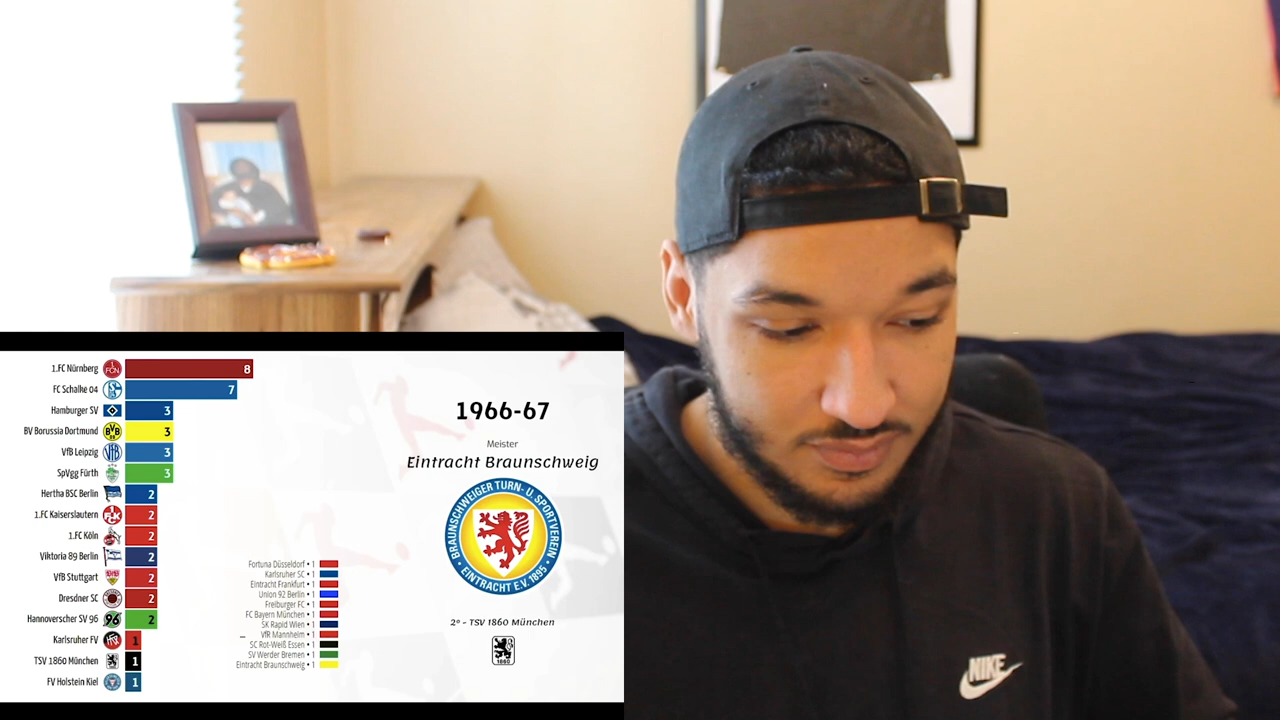 1.FC Nürnberg 8
FC Schalke 04 7
Hamburger SV 3
BV Borussia Dortmund 3
VfB Leipzig 3
SpVgg Fürth 3
Hertha BSC Berlin 2
1.FC Kaiserslautern 2
1.FC Köln 2
Viktoria 89 Berlin 2
VfB Stuttgart 2
Dresdner SC 2
Hannoverscher SV 96 2
Karlsruher FV 1
TSV 1860 München 1
FV Holstein Kiel 1
Fortuna Düsseldorf • 1
Karlsruher SC • 1
Eintracht Frankfurt • 1
Union 92 Berlin • 1
Freiburger FC • 1
FC Bayern München • 1
SK Rapid Wien • 1
VfR Mannheim • 1
SC Rot-Weiß Essen • 1
SV Werder Bremen • 1
Eintracht Braunschweig • 1
1966-67
Meister
Eintracht Braunschweig
BRAUNSCHWEIGER TURN- U. SPORTVEREIN
• EINTRACHT E.V. 1895 •
2º - TSV 1860 München
1860
NIKE